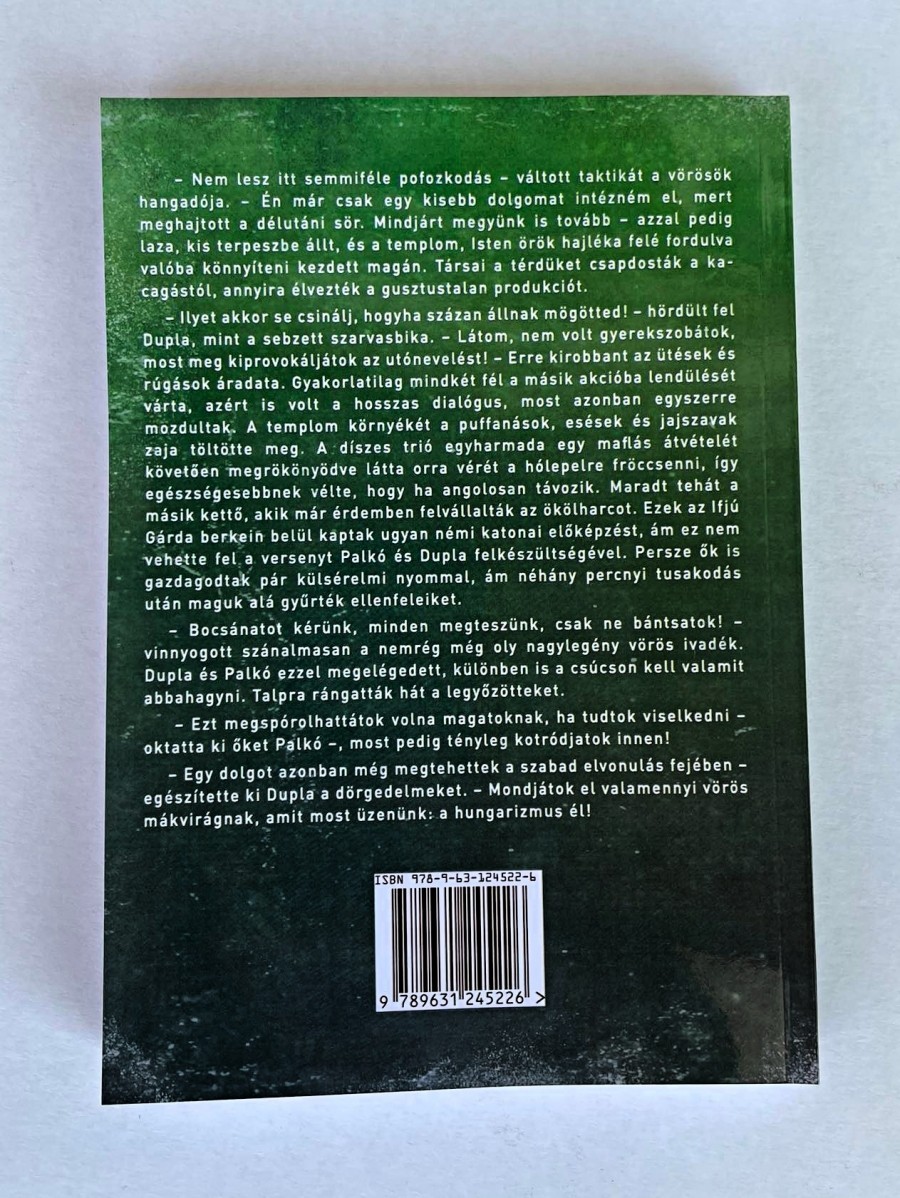 – Nem lesz itt semmiféle pofozkodás – váltott taktikát a vörösök
hangadója. – Én már csak egy kisebb dolgomat intézném el, mert
meghajtott a délutáni sör. Mindjárt megyünk is tovább – azzal pedig
laza, kis terpeszbe állt, és a templom, Isten örök hajléka felé fordulva
valóba könnyíteni kezdett magán. Társai a térdüket csapdosták a ka-
cagástól, annyira élvezték a gusztustalan produkciót.
– Ilyet akkor se csinálj, hogyha százan állnak mögötted! – hördült fel
Dupla, mint a sebzett szarvasbika. – Látom, nem volt gyerekszobátok,
most meg kiprovokáljátok az utónevelést! – Erre kirobbant az ütések és
rúgások áradata. Gyakorlatilag mindkét fél a másik akcióba lendülését
várta, azért is volt a hosszas dialógus, most azonban egyszerre
mozdultak. A templom környékét a puffanások, esések és jajszavak
zaja töltötte meg. A díszes trió egyharmada egy maflás átvételét
követően megrökönyödve látta orra vérét a hólepelre fröccsenni, így
egészségesebbnek vélte, hogy ha angolosan távozik. Maradt tehát a
másik kettő, akik már érdemben felvállalták az ökölharcot. Ezek az Ifjú
Gárda berkein belül kaptak ugyan némi katonai előképzést, ám ez nem
vehette fel a versenyt Palkó és Dupla felkészültségével. Persze ők is
gazdagodtak pár külsérelmi nyommal, ám néhány percnyi tusakodás
után maguk alá gyűrték ellenfeleiket.
– Bocsánatot kérünk, minden megteszünk, csak ne bántsatok! –
vinnyogott szánalmasan a nemrég még oly nagylegény vörös ivadék.
Dupla és Palkó ezzel megelégedett, különben is a csúcson kell valamit
abbahagyni. Talpra rángatták hát a legyőzötteket.
– Ezt megspórolhattátok volna magatoknak, ha tudtok viselkedni –
oktatta ki őket Palkó –, most pedig tényleg kotródjatok innen!
– Egy dolgot azonban még megtehettek a szabad elvonulás fejében –
egészítette ki Dupla a dörgedelmeket. – Mondjátok el valamennyi vörös
mákvirágnak, amit most üzenünk: a hungarizmus él!
ISBN 978-9-63-124522-6
9 789631 245226 >